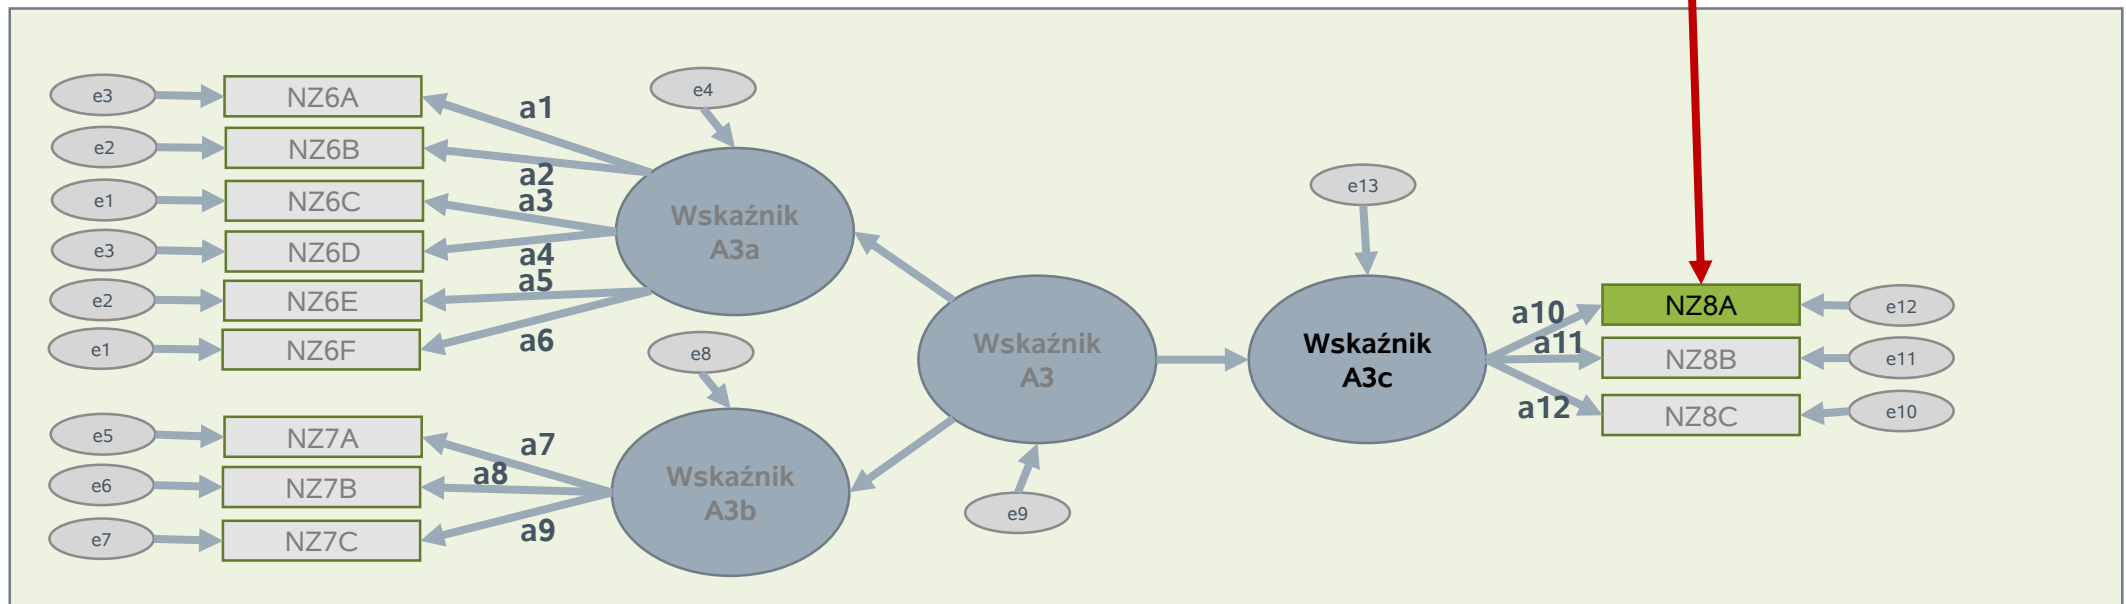 e3
NZ6A
a1
e2
NZ6B
a2
e1
NZ6C
a3
e3
NZ6D
a4
e2
NZ6E
a5
e1
NZ6F
a6
e4
Wskaźnik
A3a
e5
NZ7A
a7
e6
NZ7B
a8
e7
NZ7C
a9
e8
Wskaźnik
A3b
Wskaźnik
A3
e9
e13
Wskaźnik
A3c
a10
NZ8A
e12
a11
NZ8B
e11
a12
NZ8C
e10